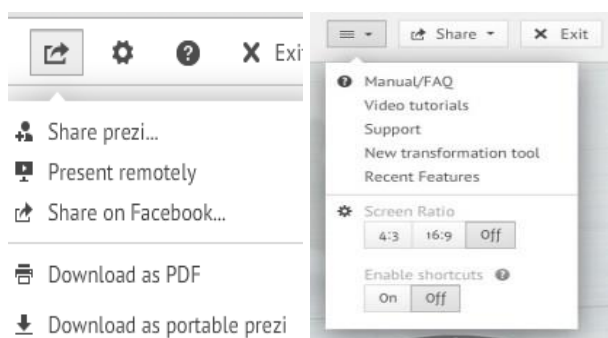 Exi
Share prezi...
Present remotely
Share on Facebook...
Download as PDF
Download as portable prezi
Share
Exit
Manual/FAQ
Video tutorials
Support
New transformation tool
Recent Features
Screen Ratio
4:3 16:9 Off
Enable shortcuts ?
On Off